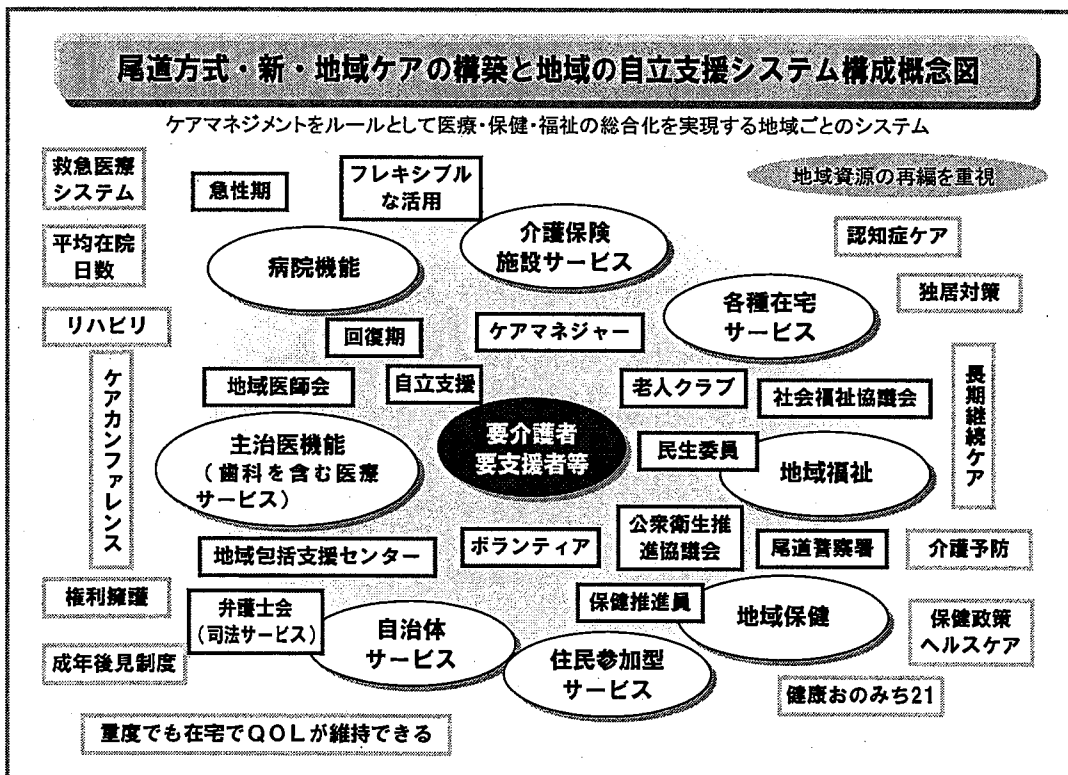 尾道方式・新・地域ケアの構築と地域の自立支援システム構成概念図
ケアマネジメントをルールとして医療・保健・福祉の総合化を実現する地域ごとのシステム
救急医療
システム
急性期
フレキシブル
な活用
地域資源の再編を重視
平均在院
日数
病院機能
介護保険
施設サービス
認知症ケア
独居対策
各種在宅
サービス
リハビリ
回復期
ケアマネジャー
ケアカンファレンス
地域医師会
自立支援
老人クラブ
社会福祉協議会
長期継続ケア
主治医機能
(歯科を含む医療
サービス)
要介護者
要支援者等
民生委員
地域福祉
地域包括支援センター
ボランティア
公衆衛生推
進協議会
尾道警察署
介護予防
権利擁護
弁護士会
(司法サービス)
自治体
サービス
保健推進員
地域保健
保健政策
ヘルスケア
成年後見制度
住民参加型
サービス
健康おのみち21
重度でも在宅でQOLが維持できる